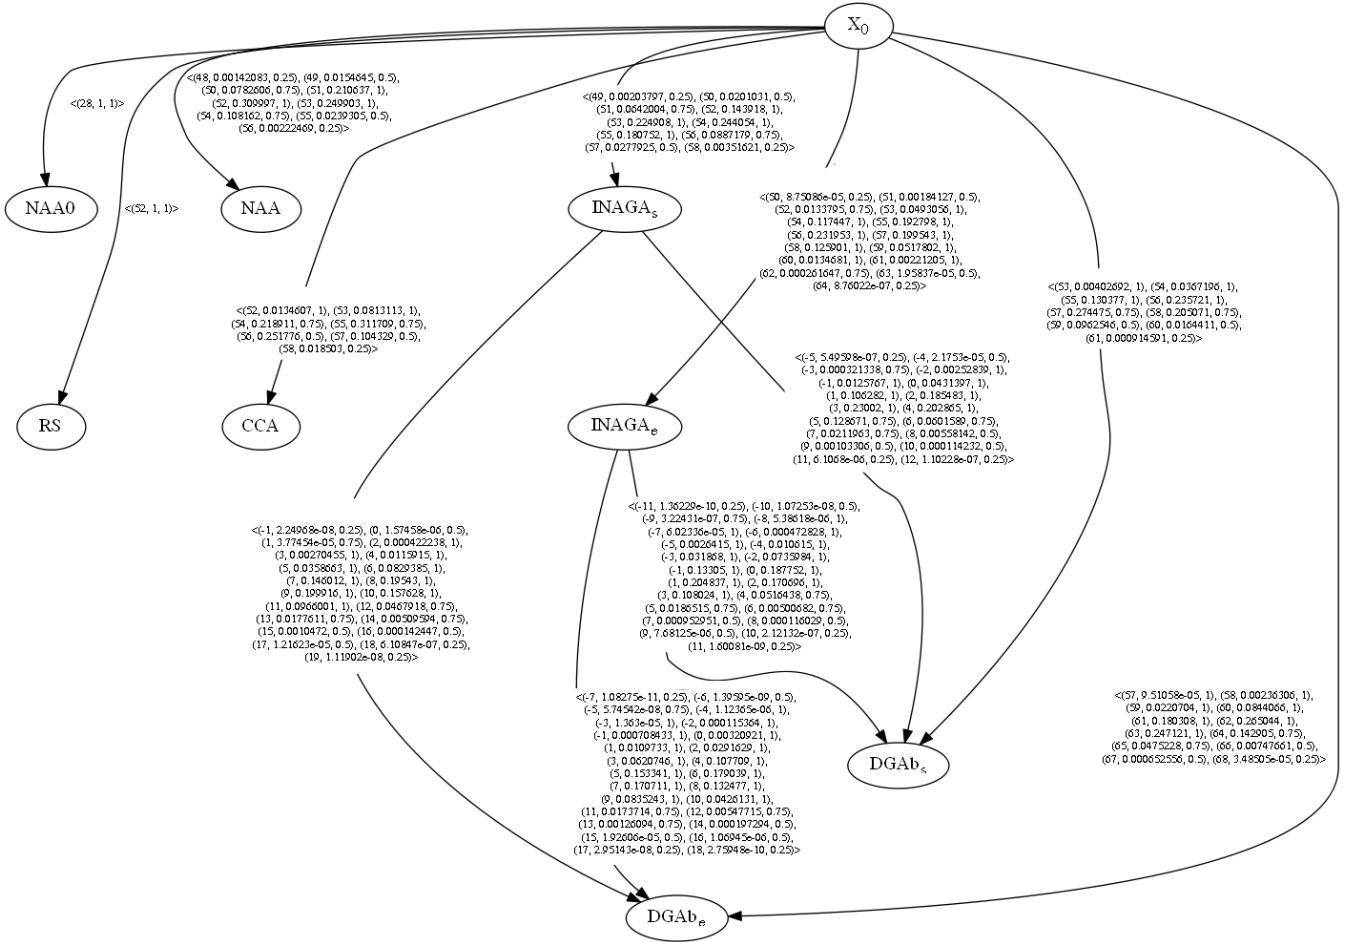 X0
<(28, 1, 1)>
<(48, 0.00142083, 0.25), (49, 0.0154645, 0.5),
(50, 0.0782606, 0.75), (51, 0.210637, 1),
(52, 0.309997, 1), (53, 0.249903, 1),
(54, 0.108162, 0.75), (55, 0.0239305, 0.5),
(56, 0.00222469, 0.25)>
<(49, 0.00203797, 0.25), (50, 0.0201031, 0.5),
(51, 0.0642004, 0.75), (52, 0.143918, 1),
(53, 0.224908, 1), (54, 0.244054, 1),
(55, 0.180752, 1), (56, 0.0887179, 0.75),
(57, 0.0277925, 0.5), (58, 0.00351621, 0.25)>
NAA0
<(52, 1, 1)>
NAA
INAGAs
<(50, 8.75086e-05, 0.25), (51, 0.00184127, 0.5),
(52, 0.0133795, 0.75), (53, 0.0493056, 1),
(54, 0.117447, 1), (55, 0.192798, 1),
(56, 0.231953, 1), (57, 0.199543, 1),
(58, 0.125901, 1), (59, 0.0517802, 1),
(60, 0.0134681, 1), (61, 0.00221205, 1),
(62, 0.000261647, 0.75), (63, 1.95837e-05, 0.5),
(64, 8.76022e-07, 0.25)>
<(52, 0.0134607, 1), (53, 0.0813113, 1),
(54, 0.218911, 0.75), (55, 0.311709, 0.75),
(56, 0.251776, 0.5), (57, 0.104329, 0.5),
(58, 0.018503, 0.25)>
<(53, 0.00402692, 1), (54, 0.0367196, 1),
(55, 0.130377, 1), (56, 0.235721, 1),
(57, 0.274475, 0.75), (58, 0.205071, 0.75),
(59, 0.0962546, 0.5), (60, 0.0164411, 0.5),
(61, 0.000914591, 0.25)>
<(-5, 5.49598e-07, 0.25), (-4, 2.1753e-05, 0.5),
(-3, 0.000321338, 0.75), (-2, 0.00252839, 1),
(-1, 0.0125767, 1), (0, 0.0431397, 1),
(1, 0.106282, 1), (2, 0.185483, 1),
(3, 0.23002, 1), (4, 0.202865, 1),
(5, 0.128671, 0.75), (6, 0.0601589, 0.75),
(7, 0.0211963, 0.75), (8, 0.00558142, 0.5),
(9, 0.00103306, 0.5), (10, 0.000114232, 0.5),
(11, 6.1068e-06, 0.25), (12, 1.10228e-07, 0.25)>
RS
CCA
INAGAe
<(-11, 1.36229e-10, 0.25), (-10, 1.07253e-08, 0.5),
(-9, 3.22431e-07, 0.75), (-8, 5.38618e-06, 1),
(-7, 6.02336e-05, 1), (-6, 0.000472828, 1),
(-5, 0.0026415, 1), (-4, 0.010615, 1),
(-3, 0.031868, 1), (-2, 0.0735984, 1),
(-1, 0.13305, 1), (0, 0.187752, 1),
(1, 0.204837, 1), (2, 0.170696, 1),
(3, 0.108024, 1), (4, 0.0516438, 0.75),
(5, 0.0186515, 0.75), (6, 0.00500682, 0.75),
(7, 0.000952951, 0.5), (8, 0.000116029, 0.5),
(9, 7.68125e-06, 0.5), (10, 2.12132e-07, 0.25),
(11, 1.60081e-09, 0.25)>
<(-1, 2.24968e-08, 0.25), (0, 1.57458e-06, 0.5),
(1, 3.77454e-05, 0.75), (2, 0.000422238, 1),
(3, 0.00270455, 1), (4, 0.0115915, 1),
(5, 0.0358663, 1), (6, 0.0829385, 1),
(7, 0.146012, 1), (8, 0.19543, 1),
(9, 0.199916, 1), (10, 0.157628, 1),
(11, 0.0966001, 1), (12, 0.0467918, 0.75),
(13, 0.0177611, 0.75), (14, 0.00509594, 0.75),
(15, 0.0010472, 0.5), (16, 0.000142447, 0.5),
(17, 1.21623e-05, 0.5), (18, 6.10847e-07, 0.25),
(19, 1.11902e-08, 0.25)>
<(-7, 1.08275e-11, 0.25), (-6, 1.39595e-09, 0.5),
(-5, 5.74542e-08, 0.75), (-4, 1.12365e-06, 1),
(-3, 1.363e-05, 1), (-2, 0.000115364, 1),
(-1, 0.000708433, 1), (0, 0.00320921, 1),
(1, 0.0109733, 1), (2, 0.0291629, 1),
(3, 0.0620746, 1), (4, 0.107709, 1),
(5, 0.153341, 1), (6, 0.179039, 1),
(7, 0.170711, 1), (8, 0.132477, 1),
(9, 0.0835243, 1), (10, 0.0426131, 1),
(11, 0.0173714, 0.75), (12, 0.00547715, 0.75),
(13, 0.00126094, 0.75), (14, 0.000197294, 0.5),
(15, 1.92606e-05, 0.5), (16, 1.06945e-06, 0.5),
(17, 2.95143e-08, 0.25), (18, 2.75948e-10, 0.25)>
<(57, 9.51058e-05, 1), (58, 0.00236306, 1),
(59, 0.0220704, 1), (60, 0.0844066, 1),
(61, 0.180308, 1), (62, 0.265044, 1),
(63, 0.247121, 1), (64, 0.142905, 0.75),
(65, 0.0475228, 0.75), (66, 0.00747661, 0.5),
(67, 0.000652556, 0.5), (68, 3.48505e-05, 0.25)>
DGAbs
DGAbe